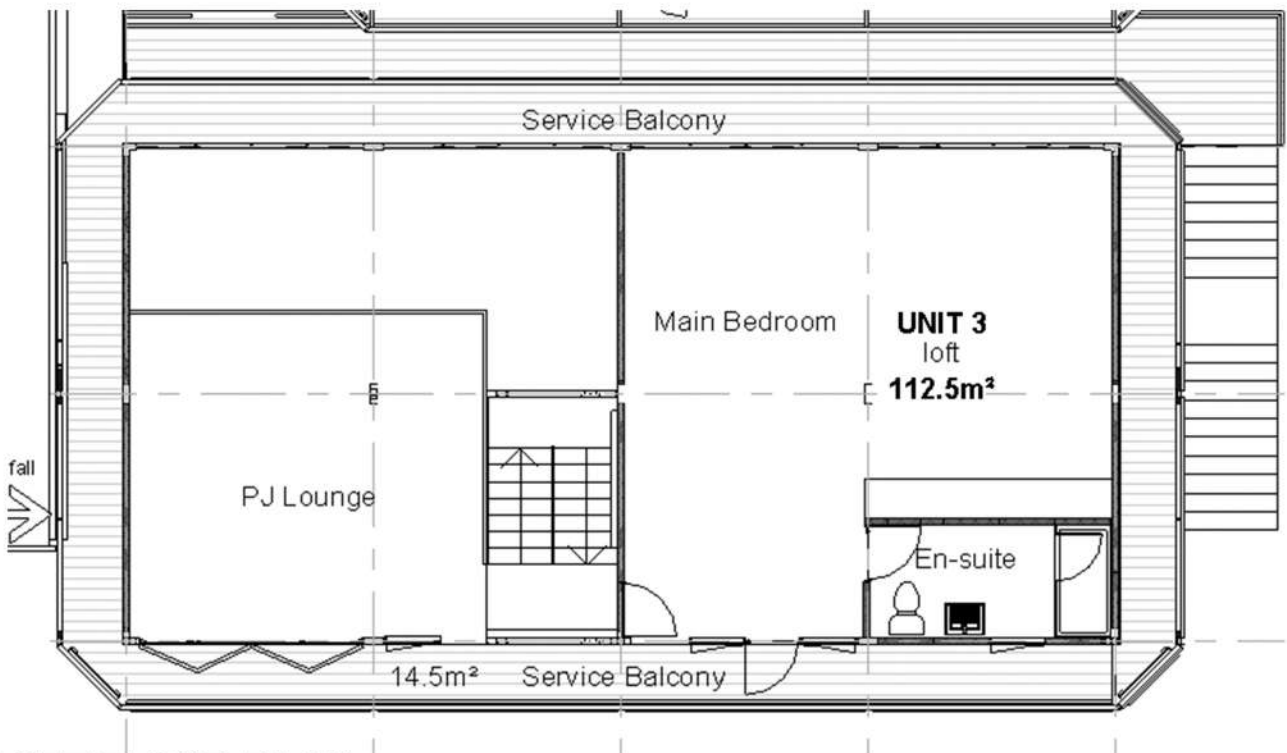 Service Balcony
Main Bedroom
UNIT 3
loft
112.5m²
fall
PJ Lounge
En-suite
14.5m²
Service Balcony